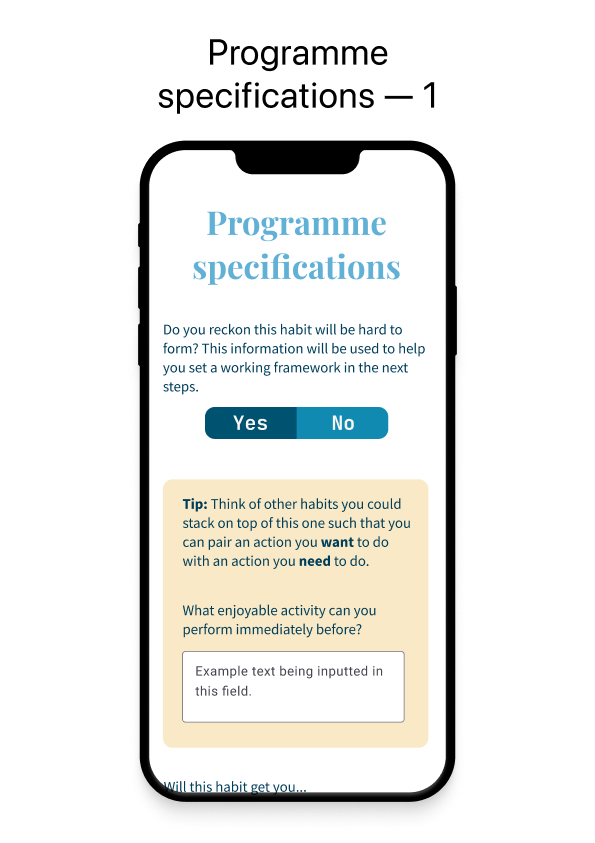 Programme
specifications — 1
Programme
specifications
Do you reckon this habit will be hard to
form? This information will be used to help
you set a working framework in the next
steps.
Yes No
Tip: Think of other habits you could
stack on top of this one such that you
can pair an action you want to do
with an action you need to do.
What enjoyable activity can you
perform immediately before?
Example text being inputted in
this field.
Will this habit get you...